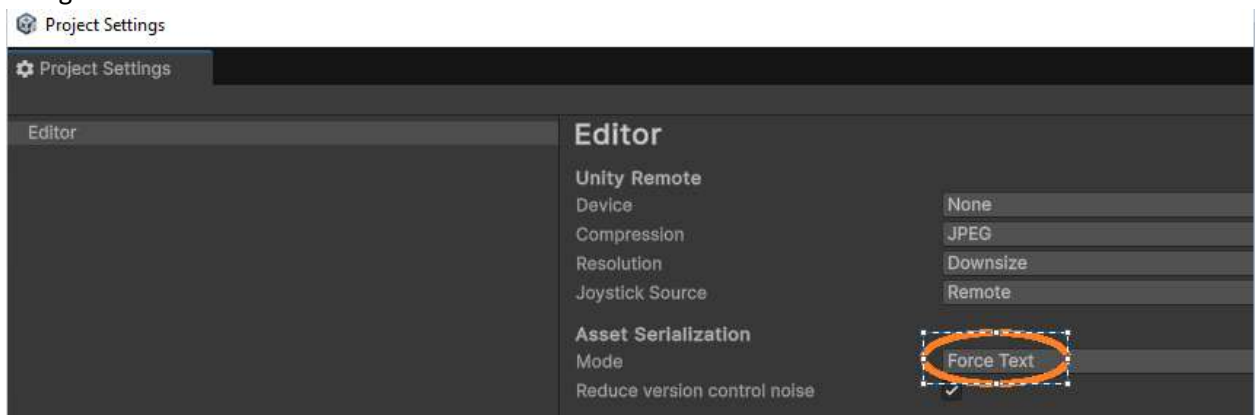 Project Settings
Project Settings
Editor
Editor
Unity Remote
Device None
Compression JPEG
Resolution Downsize
Joystick Source Remote
Asset Serialization
Mode Force Text
Reduce version control noise